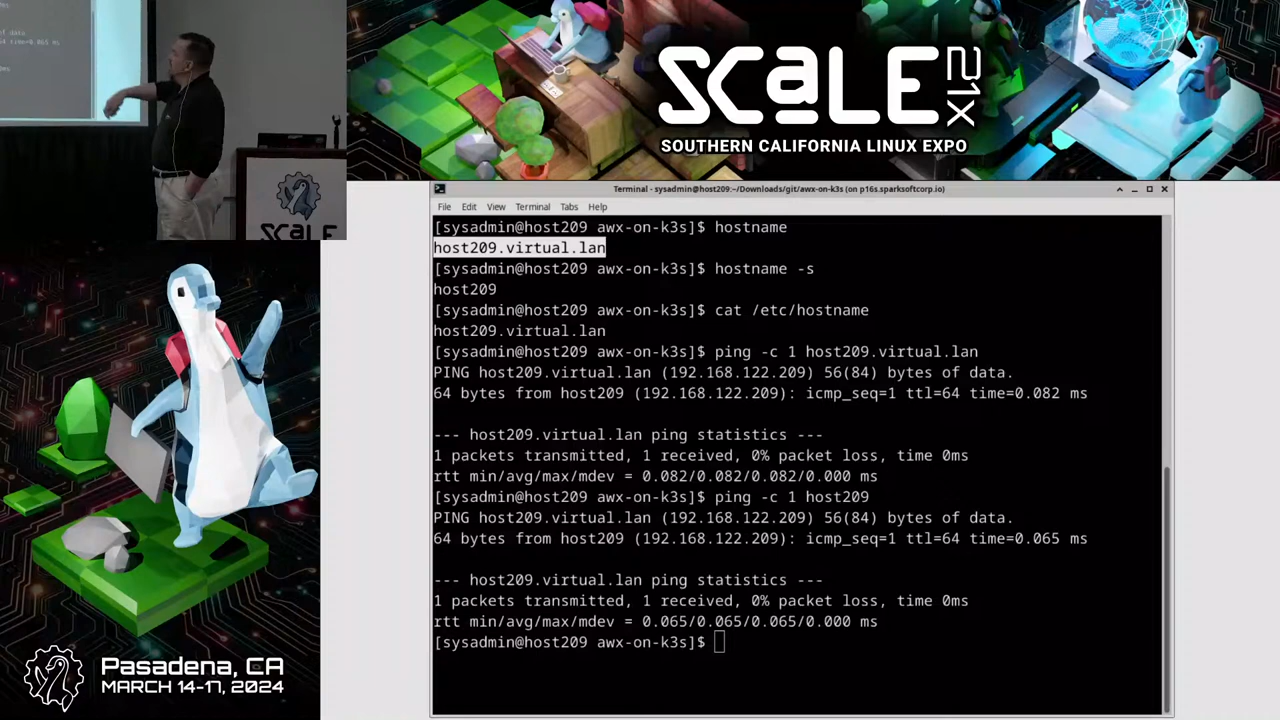 of data
time=0.065 ms
SCALE
SCaLE 21X
SOUTHERN CALIFORNIA LINUX EXPO
Terminal - sysadmin@host209:~/Downloads/git/awx-on-k3s (on p16s.sparksoftcorp.io)
File Edit View Terminal Tabs Help
[sysadmin@host209 awx-on-k3s]$ hostname
host209.virtual.lan
[sysadmin@host209 awx-on-k3s]$ hostname -s
host209
[sysadmin@host209 awx-on-k3s]$ cat /etc/hostname
host209.virtual.lan
[sysadmin@host209 awx-on-k3s]$ ping -c 1 host209.virtual.lan
PING host209.virtual.lan (192.168.122.209) 56(84) bytes of data.
64 bytes from host209 (192.168.122.209): icmp_seq=1 ttl=64 time=0.082 ms
--- host209.virtual.lan ping statistics ---
1 packets transmitted, 1 received, 0% packet loss, time 0ms
rtt min/avg/max/mdev = 0.082/0.082/0.082/0.000 ms
[sysadmin@host209 awx-on-k3s]$ ping -c 1 host209
PING host209.virtual.lan (192.168.122.209) 56(84) bytes of data.
64 bytes from host209 (192.168.122.209): icmp_seq=1 ttl=64 time=0.065 ms
--- host209.virtual.lan ping statistics ---
1 packets transmitted, 1 received, 0% packet loss, time 0ms
rtt min/avg/max/mdev = 0.065/0.065/0.065/0.000 ms
[sysadmin@host209 awx-on-k3s]$
Pasadena, CA
MARCH 14-17, 2024